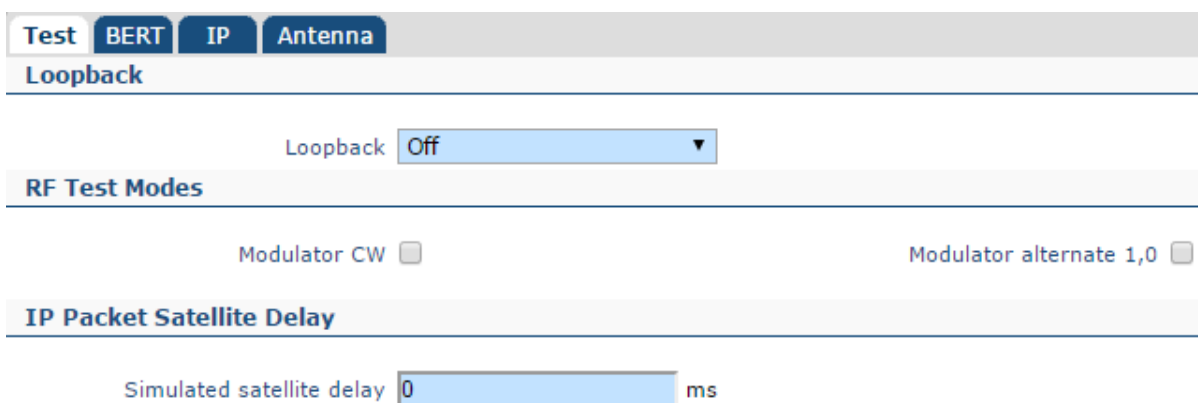 Test BERT IP Antenna
Loopback
Loopback Off
RF Test Modes
Modulator CW Modulator alternate 1,0
IP Packet Satellite Delay
Simulated satellite delay 0 ms